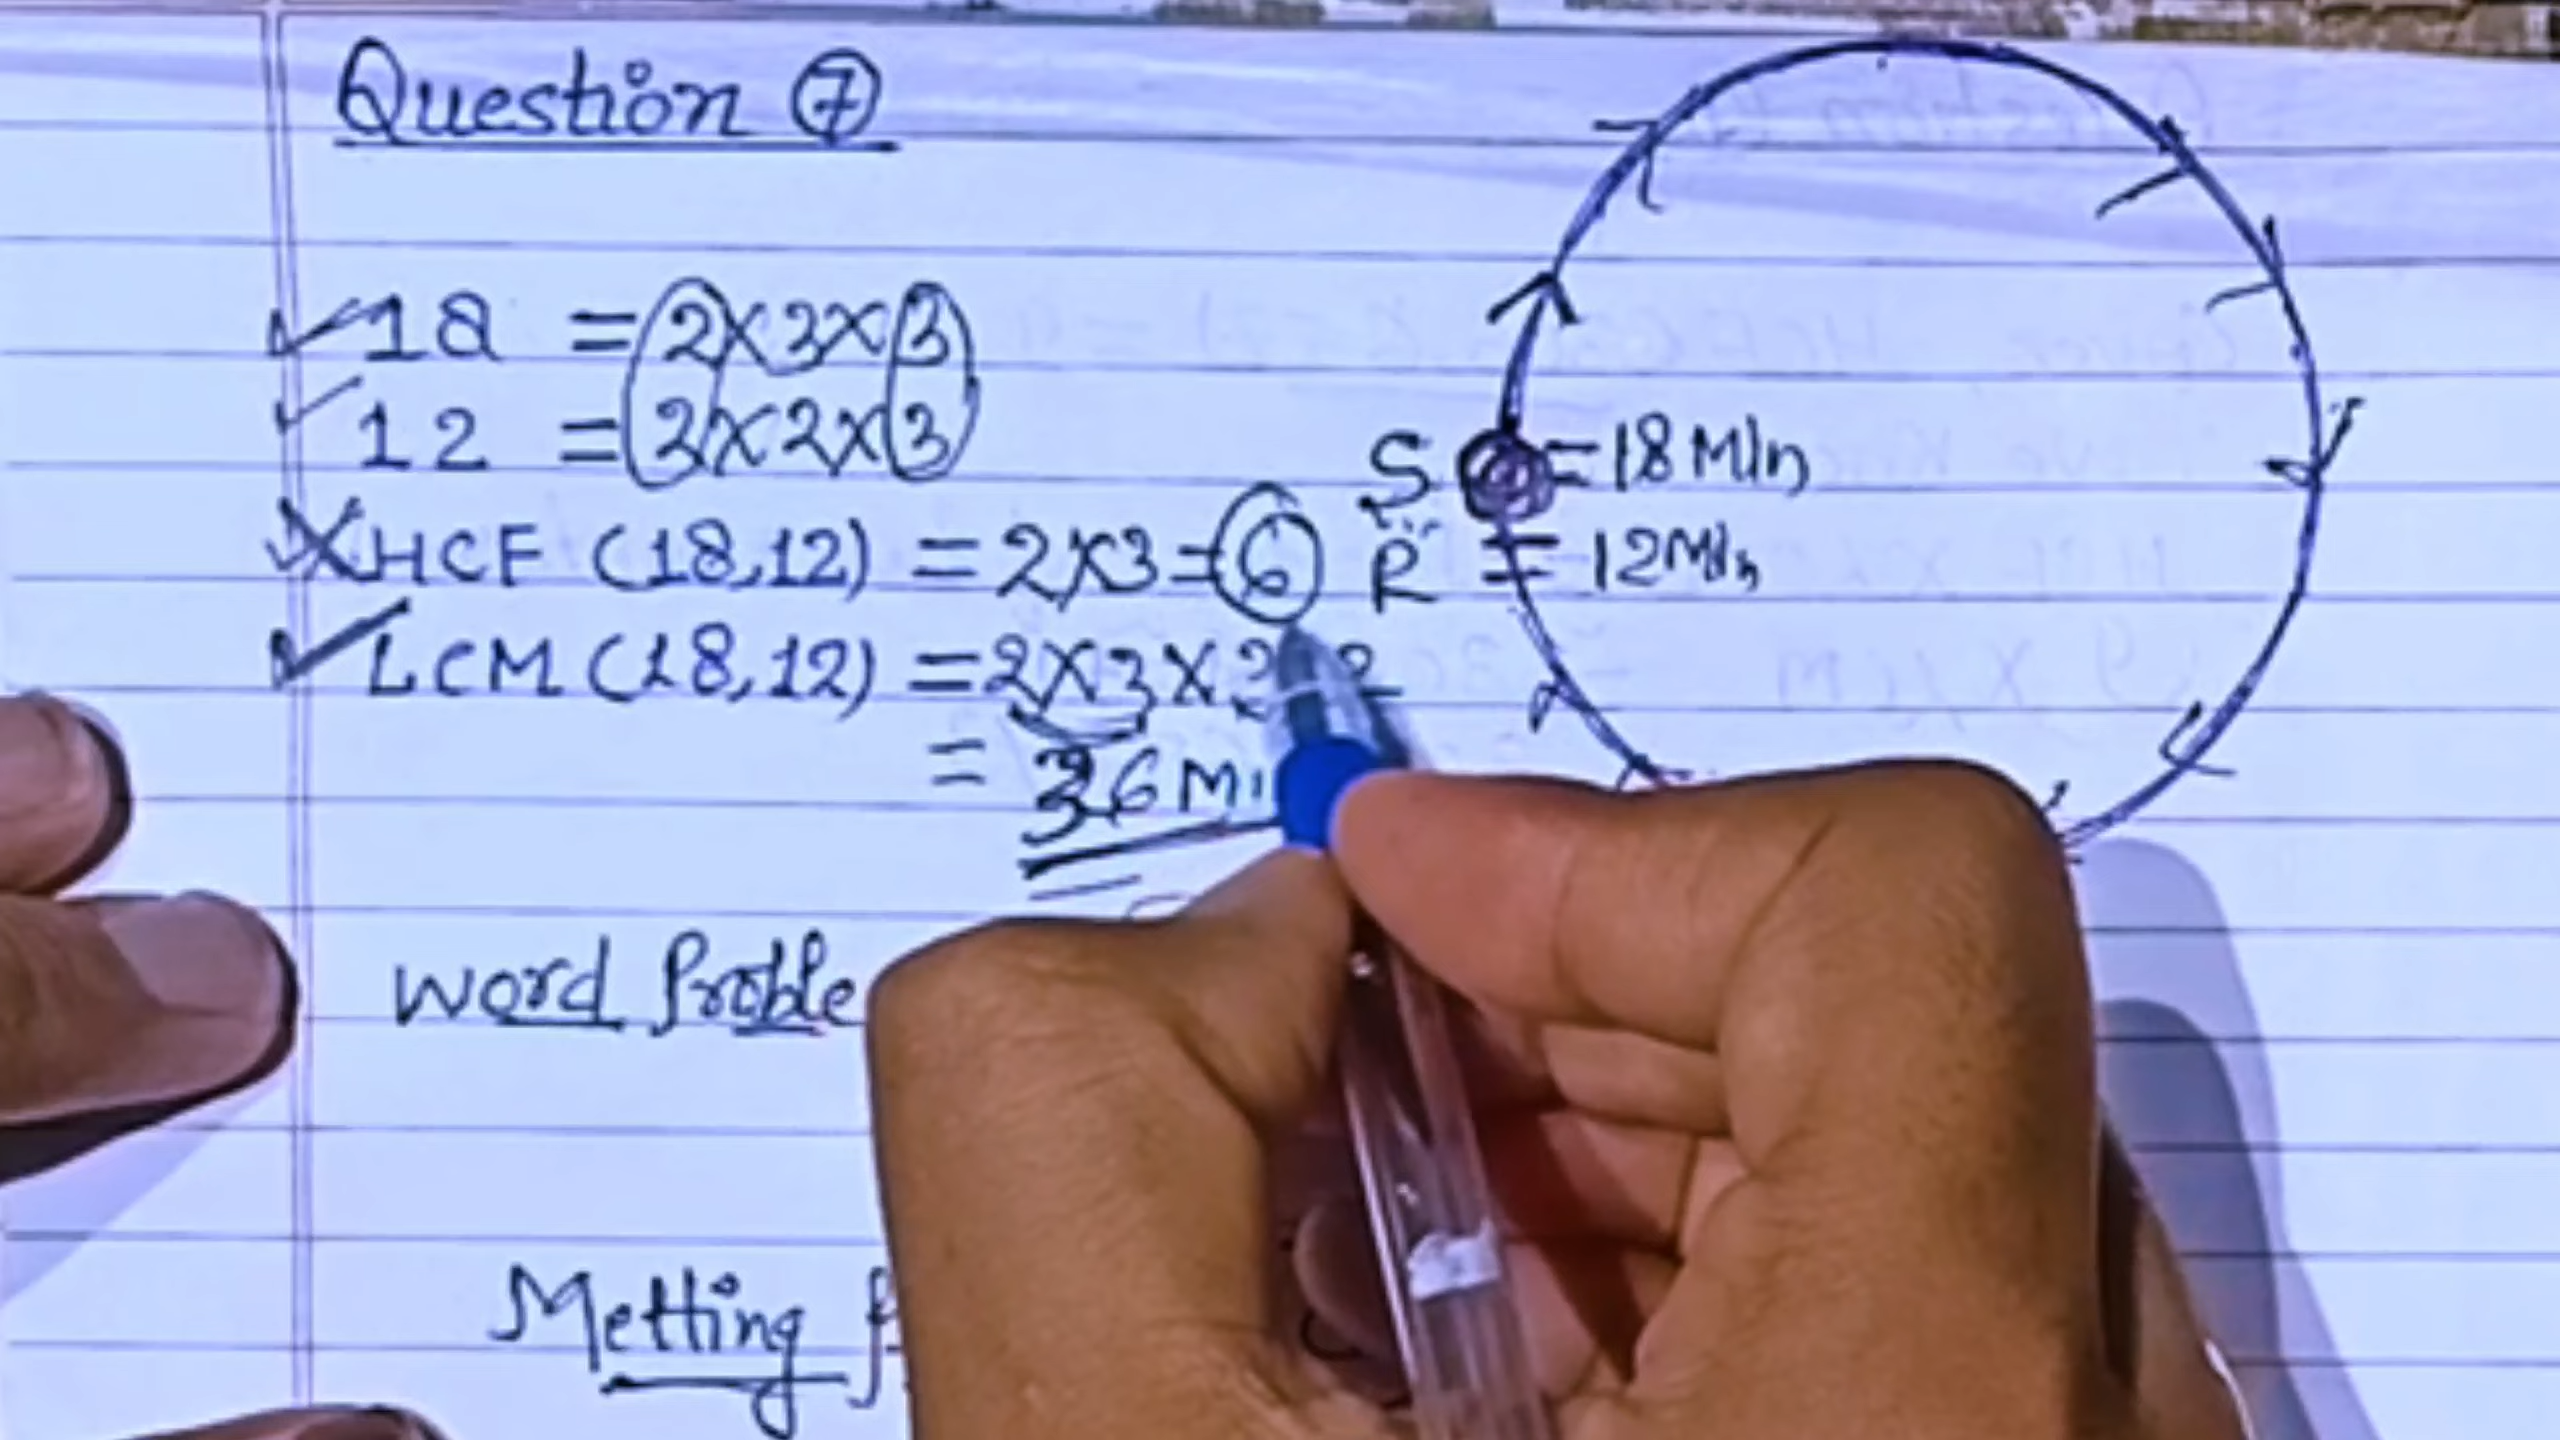 Question 7
18 = 2×3×3
12 = 2×2×3
HCF (18,12) = 2×3 = 6
LCM (18,12) = 2×3×
= 36
Word
Metting
S = 18 Min
R = 12 Min